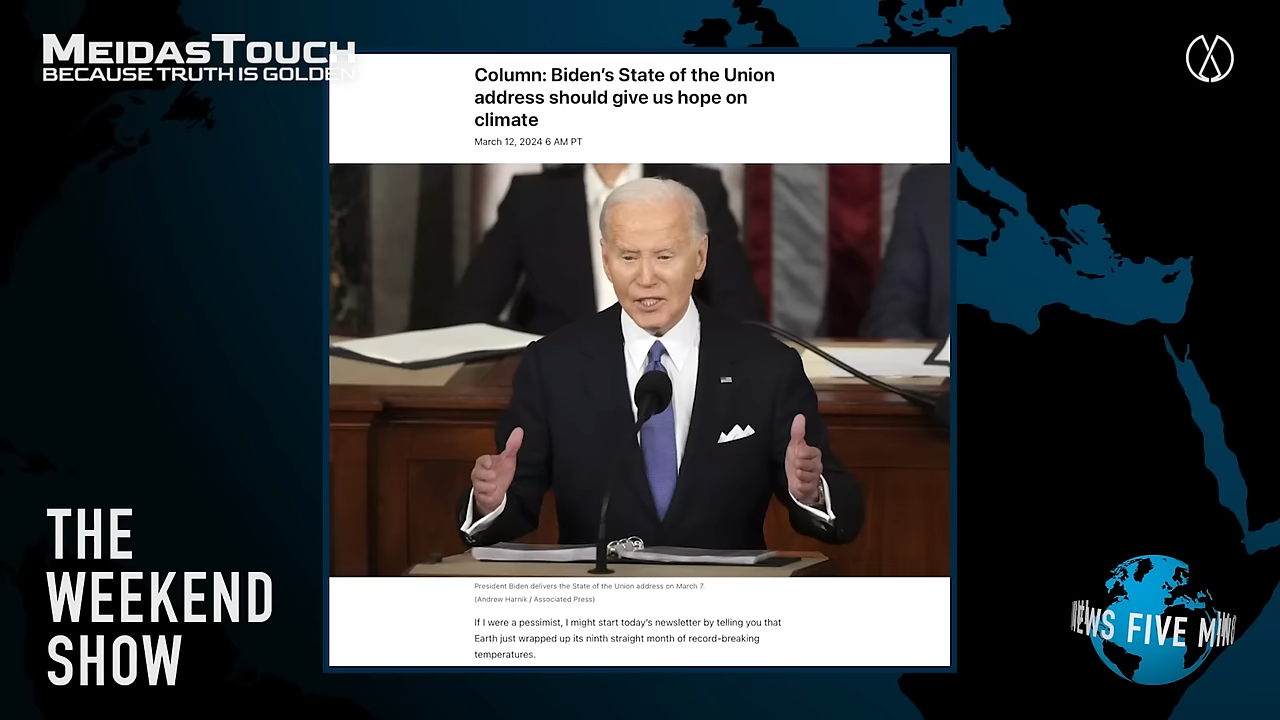 MEIDASTOUCH
BECAUSE TRUTH IS GOLDEN
Column: Biden's State of the Union
address should give us hope on
climate
March 12, 2024 6 AM PT
President Biden delivers the State of the Union address on March 7.
(Andrew Harnik / Associated Press)
If I were a pessimist, I might start today's newsletter by telling you that
Earth just wrapped up its ninth straight month of record-breaking
temperatures.
THE
WEEKEND
SHOW
NEWS FIVE